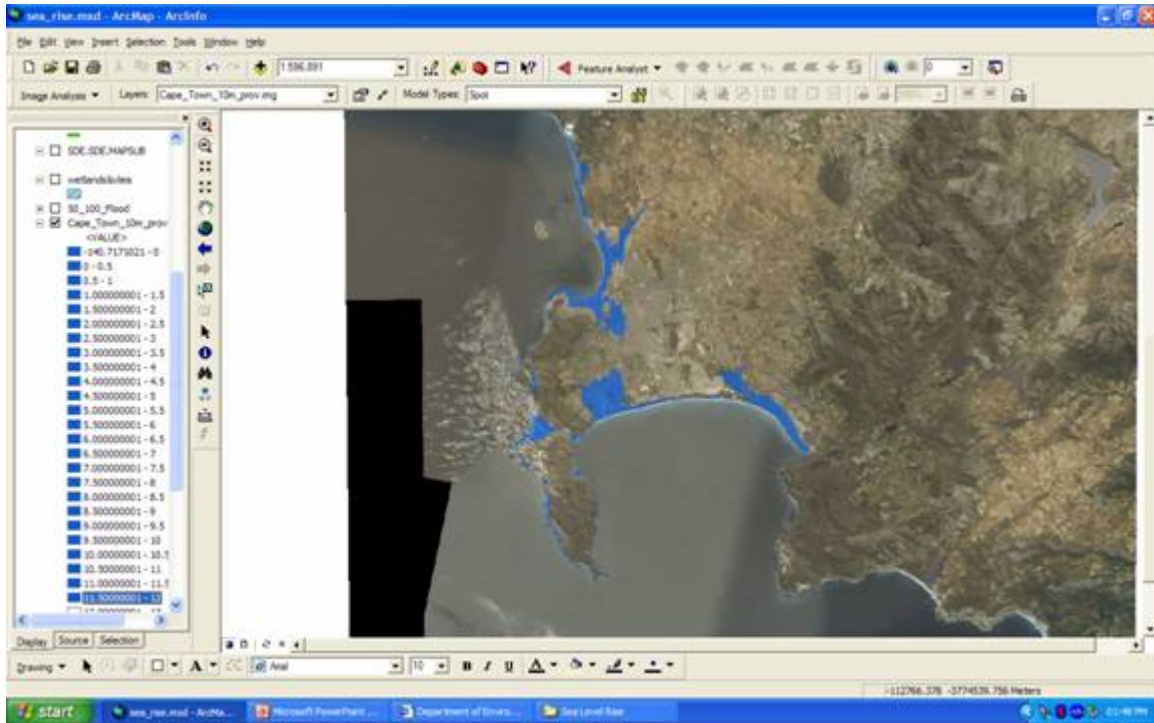 sea_rise.mxd - ArcMap - ArcInfo
File Edit View Insert Selection Tools Window Help
Feature Analyst
Image Analysis Layers: Cape_Town_10m_prov.img Model Types: Spot
SDE.SDE.MAPSUB
50_100_Flood
Cape_Town_10m_prov
<VALUE>
0 - 0.5
0.5 - 1
1.000000001 - 1.5
1.500000001 - 2
2.000000001 - 2.5
2.500000001 - 3
3.000000001 - 3.5
3.500000001 - 4
4.000000001 - 4.5
4.500000001 - 5
5.000000001 - 5.5
5.500000001 - 6
6.000000001 - 6.5
6.500000001 - 7
7.000000001 - 7.5
7.500000001 - 8
8.000000001 - 8.5
8.500000001 - 9
9.000000001 - 9.5
9.500000001 - 10
10.00000001 - 10.5
10.50000001 - 11
11.00000001 - 11.5
11.50000001 - 12
Display Source Selection
Drawing A Arial 10 B I U A
-112766.378 -3774539.756 Meters
start sea_rise.mxd - ArcMa... Microsoft PowerPoint ... Department of Enviro... Sea Level Rise 01:46 PM